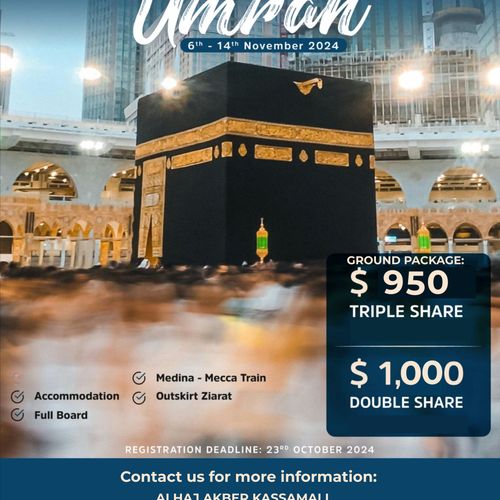 Umrah
6th - 14th November 2024
GROUND PACKAGE:
$ 950
TRIPLE SHARE
$ 1,000
DOUBLE SHARE
Medina - Mecca Train
Accommodation
Outskirt Ziarat
Full Board
REGISTRATION DEADLINE: 23RD OCTOBER 2024
Contact us for more information:
ALHAJ AKBER KASSAMALI